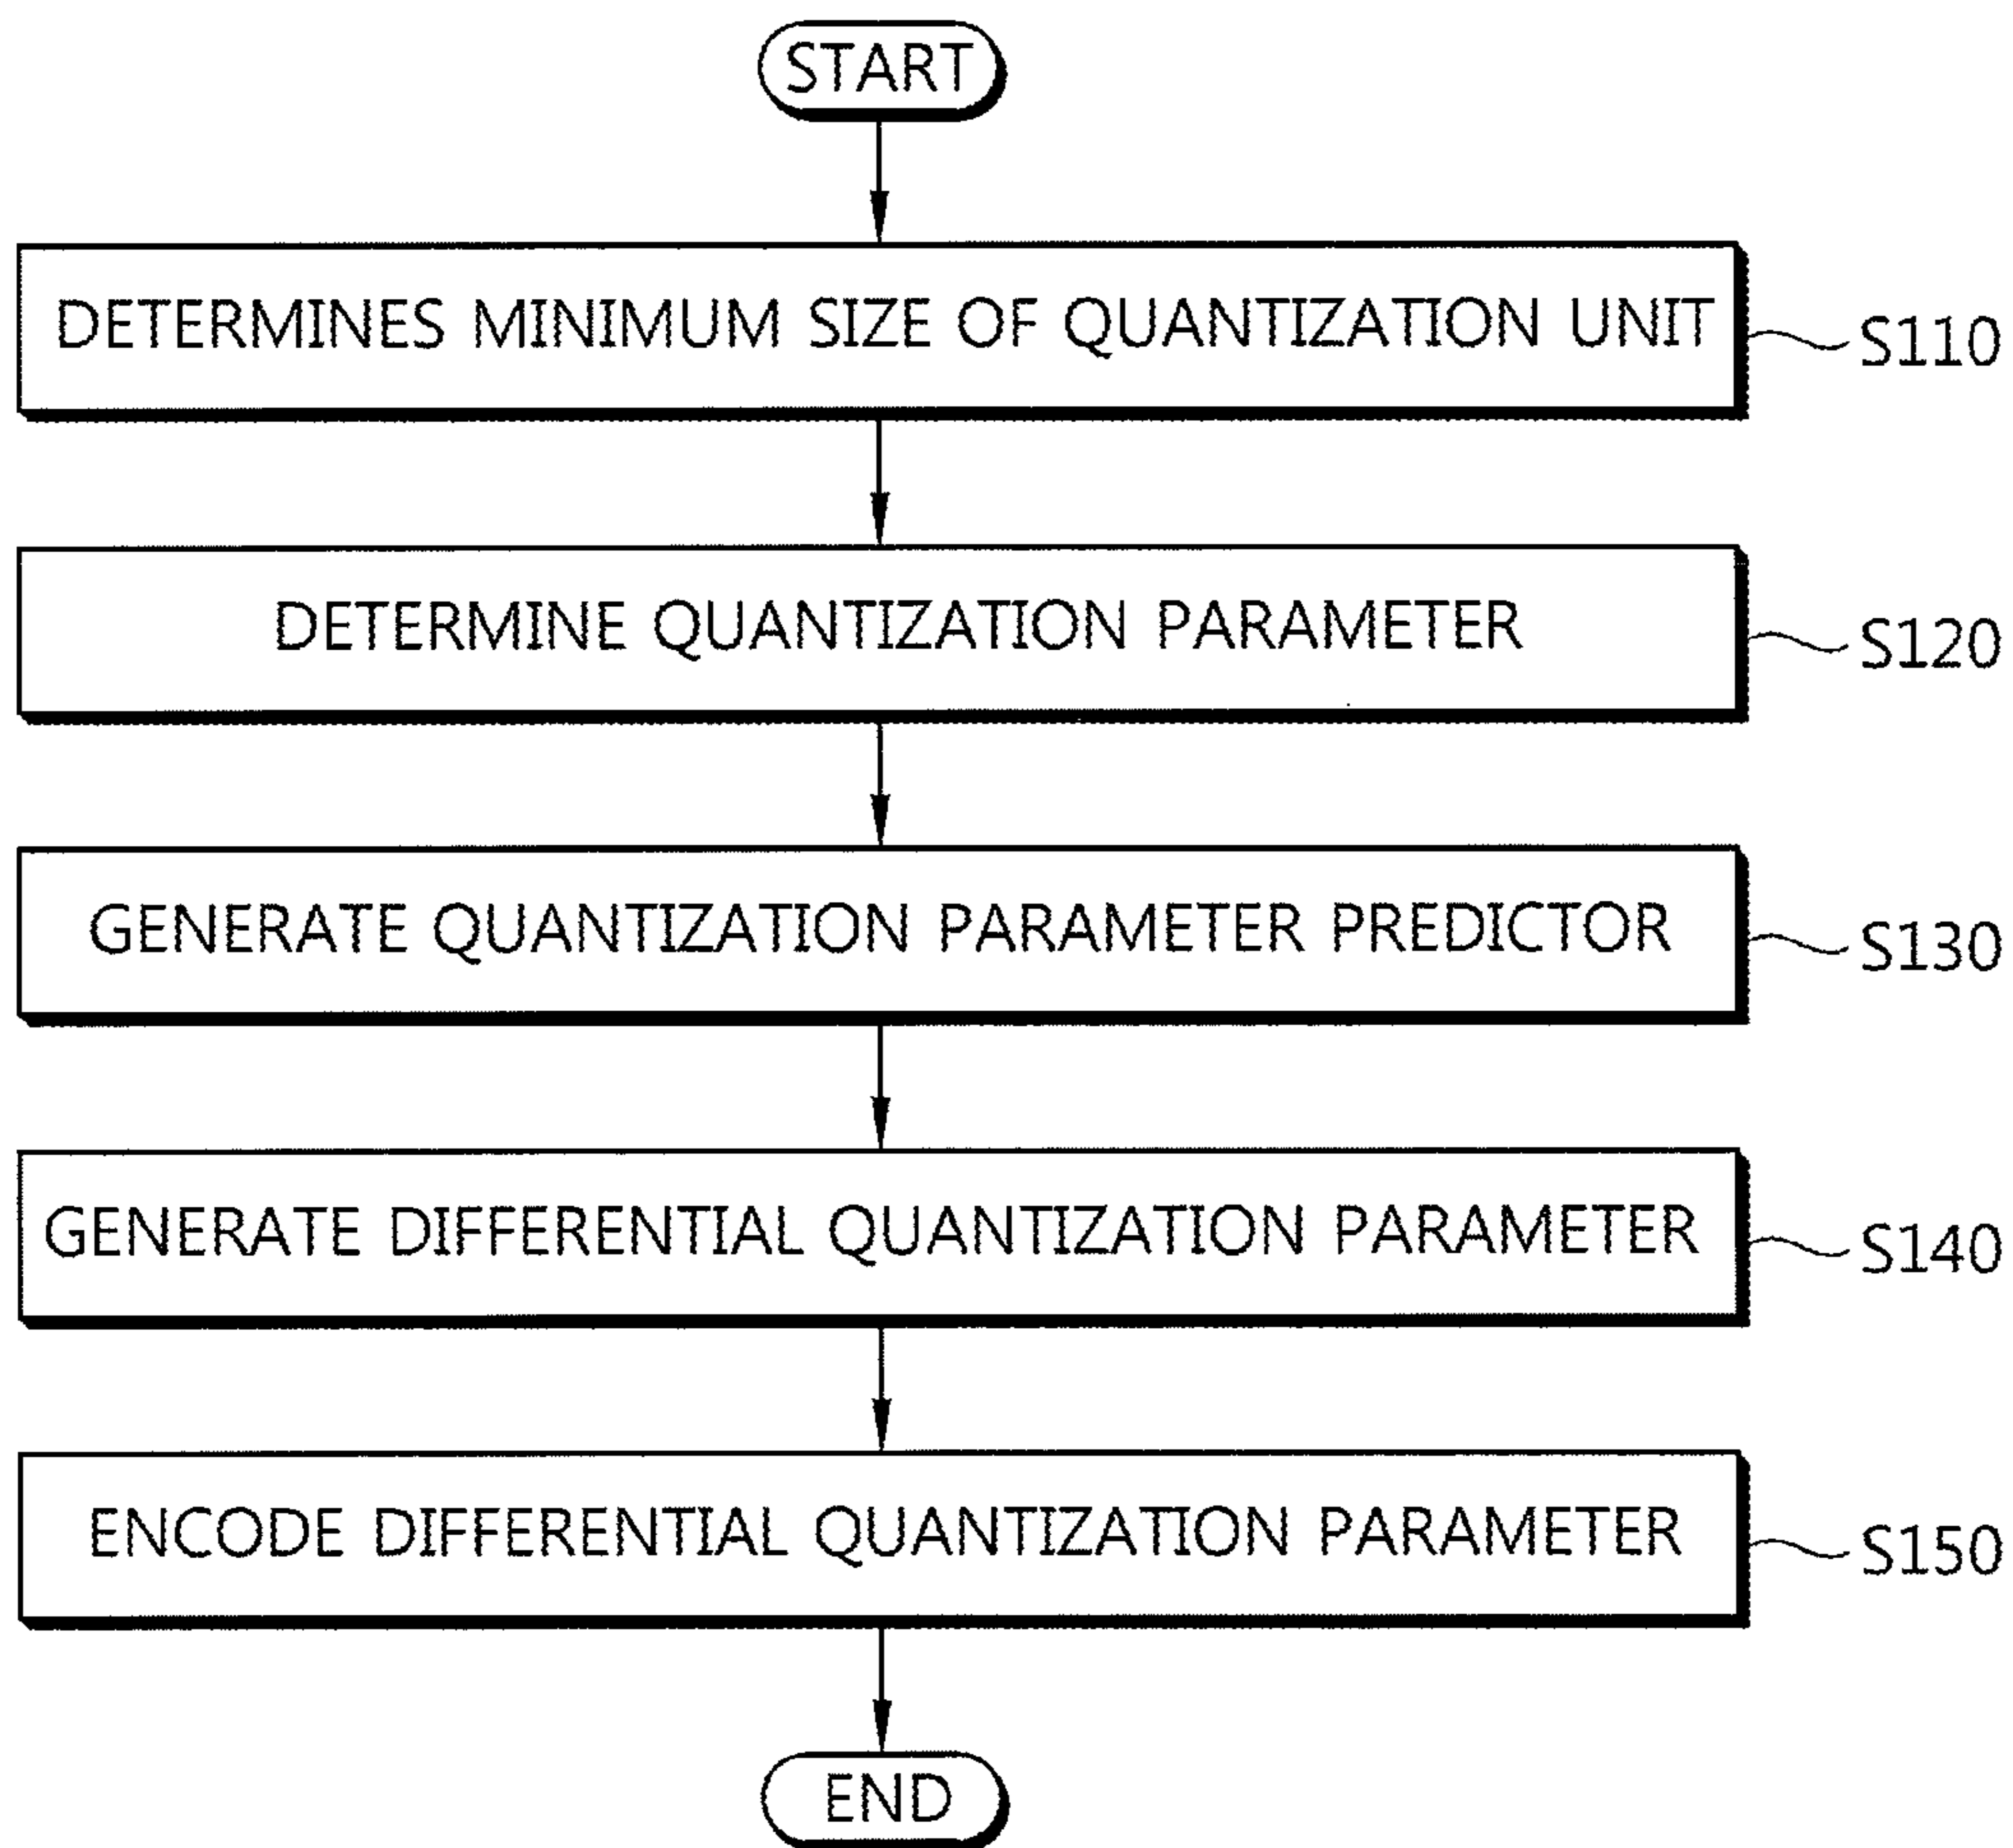 START
DETERMINES MINIMUM SIZE OF QUANTIZATION UNIT
S110
DETERMINE QUANTIZATION PARAMETER
S120
GENERATE QUANTIZATION PARAMETER PREDICTOR
S130
GENERATE DIFFERENTIAL QUANTIZATION PARAMETER
S140
ENCODE DIFFERENTIAL QUANTIZATION PARAMETER
S150
END